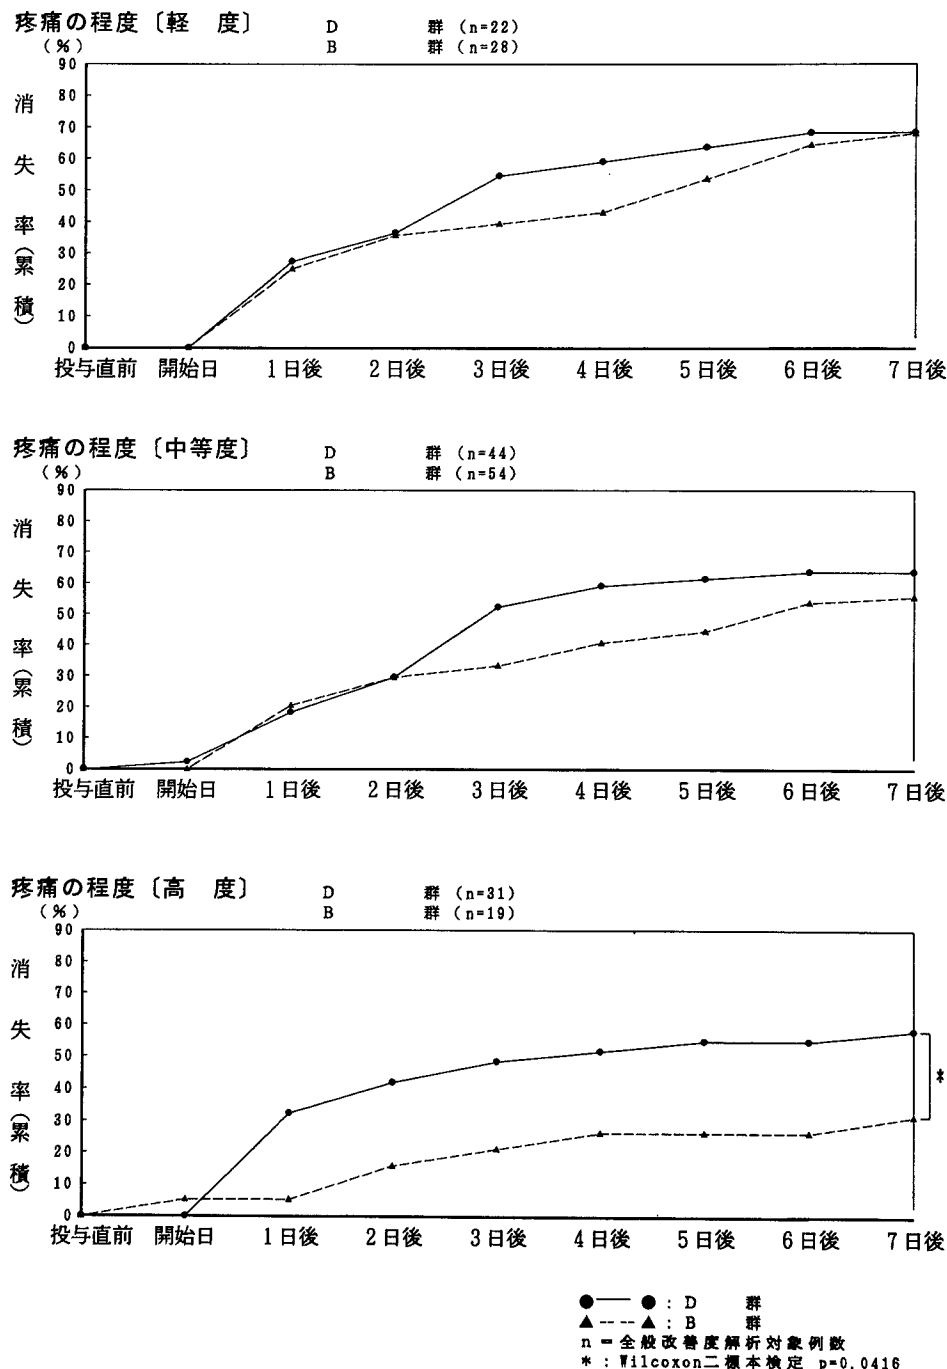 疼痛の程度〔軽 度〕
D 群 (n=22)
B 群 (n=28)
(%)
90
80
70
60
50
40
30
20
10
0
消失率(累積)
投与直前 開始日 1日後 2日後 3日後 4日後 5日後 6日後 7日後
疼痛の程度〔中等度〕
D 群 (n=44)
B 群 (n=54)
(%)
90
80
70
60
50
40
30
20
10
0
消失率(累積)
投与直前 開始日 1日後 2日後 3日後 4日後 5日後 6日後 7日後
疼痛の程度〔高 度〕
D 群 (n=31)
B 群 (n=19)
(%)
90
80
70
60
50
40
30
20
10
0
消失率(累積)
*
投与直前 開始日 1日後 2日後 3日後 4日後 5日後 6日後 7日後
●── ●: D 群
▲--- ▲: B 群
n = 全般改善度解析対象例数
* : Wilcoxon二標本検定 p=0.0416